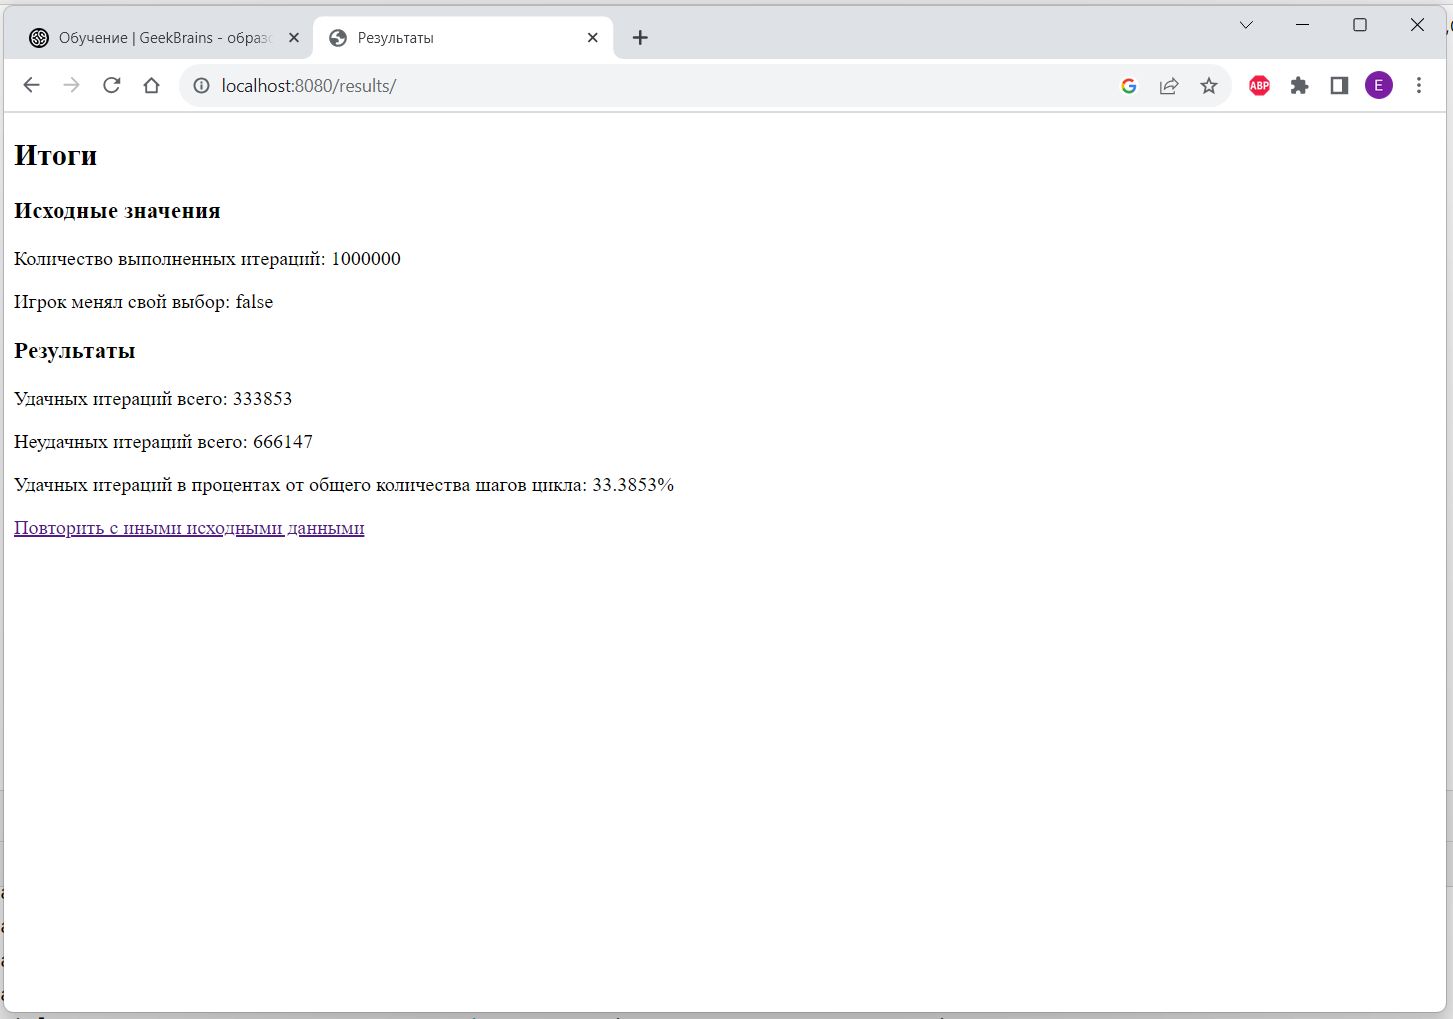 Обучение | GeekBrains - образо
Результаты
localhost:8080/results/
ABP
E
Итоги
Исходные значения
Количество выполненных итераций: 1000000
Игрок менял свой выбор: false
Результаты
Удачных итераций всего: 333853
Неудачных итераций всего: 666147
Удачных итераций в процентах от общего количества шагов цикла: 33.3853%
Повторить с иными исходными данными